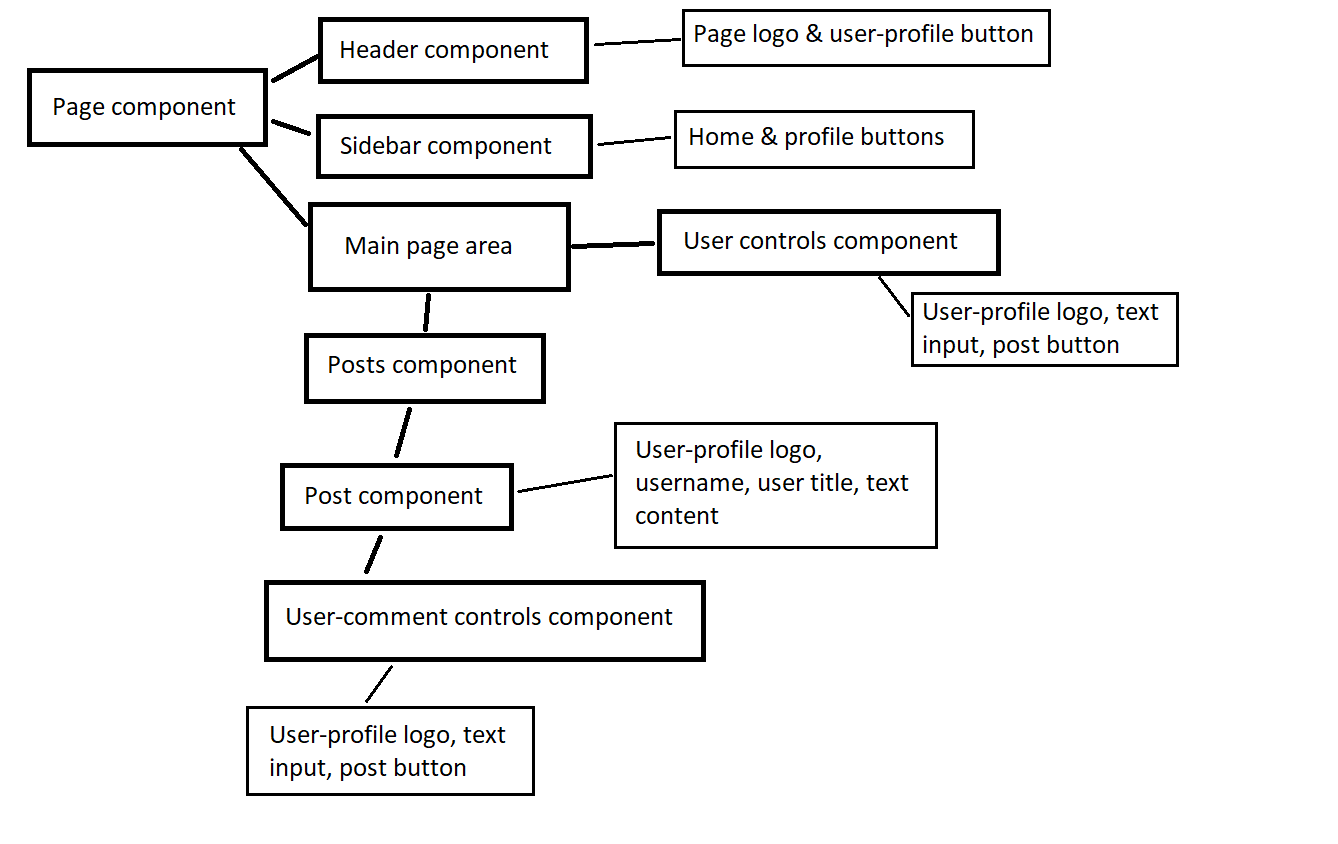 Header component
Page logo & user-profile button
Page component
Sidebar component
Home & profile buttons
Main page area
User controls component
User-profile logo, text
input, post button
Posts component
Post component
User-profile logo,
username, user title, text
content
User-comment controls component
User-profile logo, text
input, post button